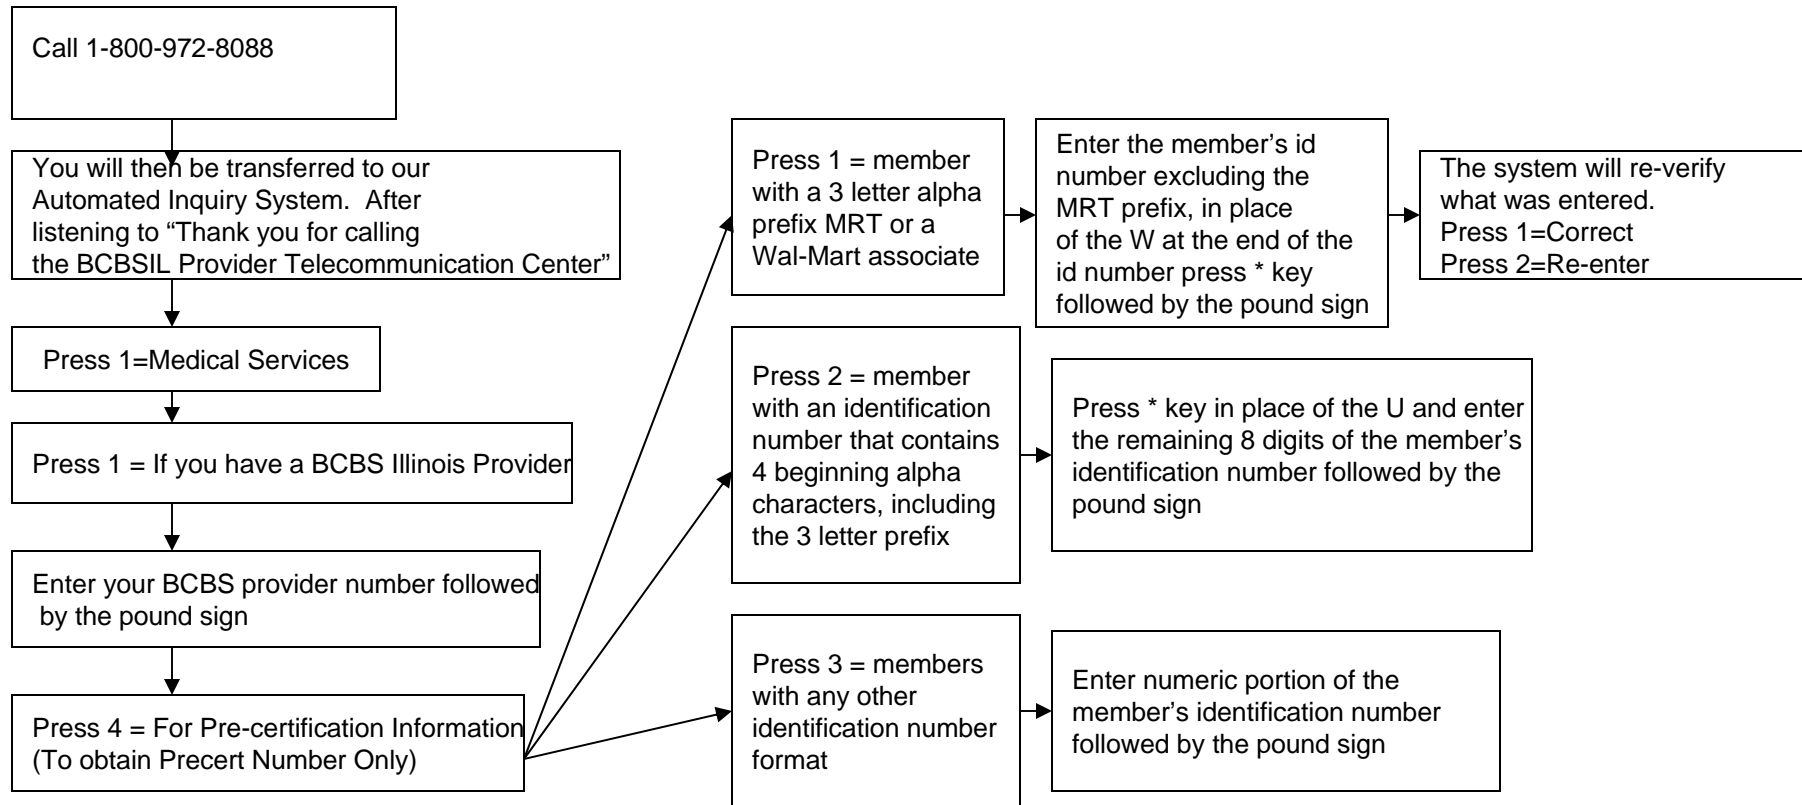 Call 1-800-972-8088
You will then be transferred to our
Automated Inquiry System.  After
listening to “Thank you for calling
the BCBSIL Provider Telecommunication Center”
Press 1=Medical Services
Press 1 = If you have a BCBS Illinois Provider
Enter your BCBS provider number followed
by the pound sign
Press 4 = For Pre-certification Information
(To obtain Precert Number Only)
Press 1 = member
with a 3 letter alpha
prefix MRT or a
Wal-Mart associate
Enter the member’s id
number excluding the
MRT prefix, in place
of the W at the end of the
id number press * key
followed by the pound sign
The system will re-verify
what was entered.
Press 1=Correct
Press 2=Re-enter
Press 2 = member
with an identification
number that contains
4 beginning alpha
characters, including
the 3 letter prefix
Press * key in place of the U and enter
the remaining 8 digits of the member’s
identification number followed by the
pound sign
Press 3 = members
with any other
identification number
format
Enter numeric portion of the
member’s identification number
followed by the pound sign